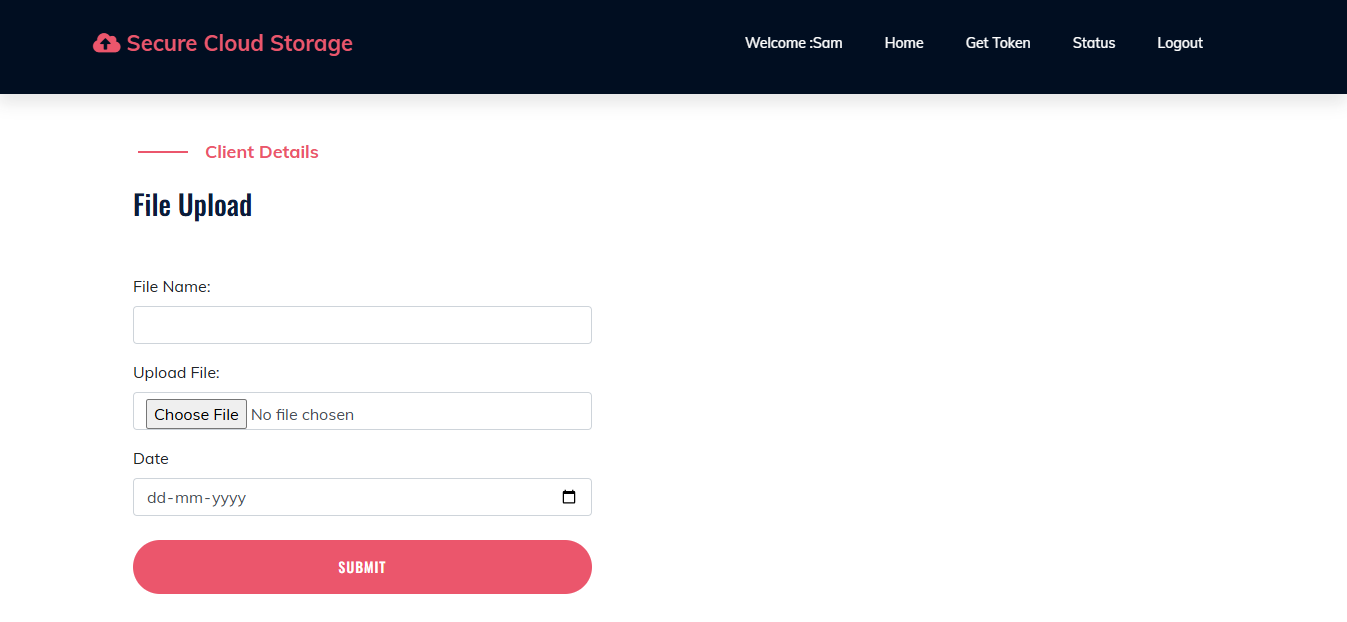 Secure Cloud Storage Welcome :Sam Home Get Token Status Logout
Client Details
File Upload
File Name:
Upload File:
Choose File No file chosen
Date
dd-mm-yyyy
SUBMIT